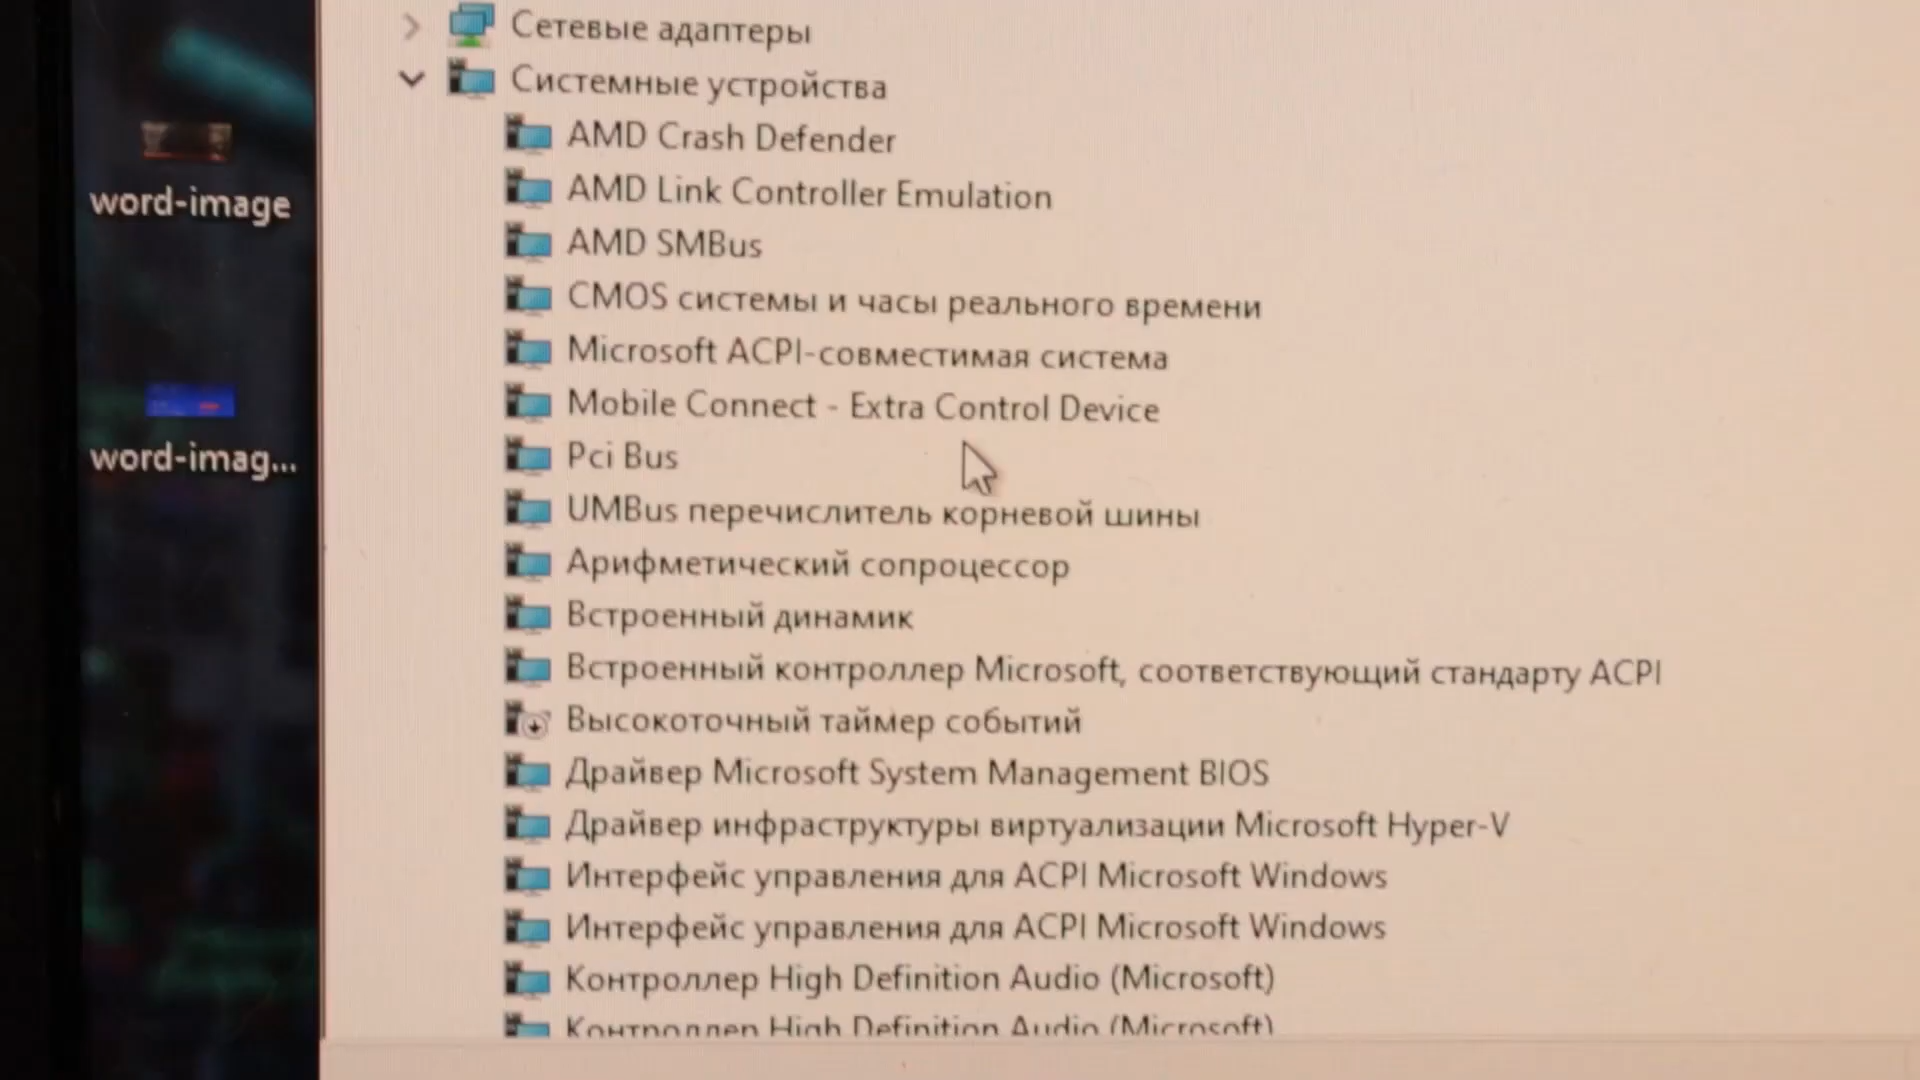 Сетевые адаптеры
Системные устройства
AMD Crash Defender
AMD Link Controller Emulation
AMD SMBus
CMOS системы и часы реального времени
Microsoft ACPI-совместимая система
Mobile Connect - Extra Control Device
Pci Bus
UMBus перечислитель корневой шины
Арифметический сопроцессор
Встроенный динамик
Встроенный контроллер Microsoft, соответствующий стандарту ACPI
Высокоточный таймер событий
Драйвер Microsoft System Management BIOS
Драйвер инфраструктуры виртуализации Microsoft Hyper-V
Интерфейс управления для ACPI Microsoft Windows
Интерфейс управления для ACPI Microsoft Windows
Контроллер High Definition Audio (Microsoft)
Контроллер High Definition Audio (Microsoft)
word-image
word-imag...